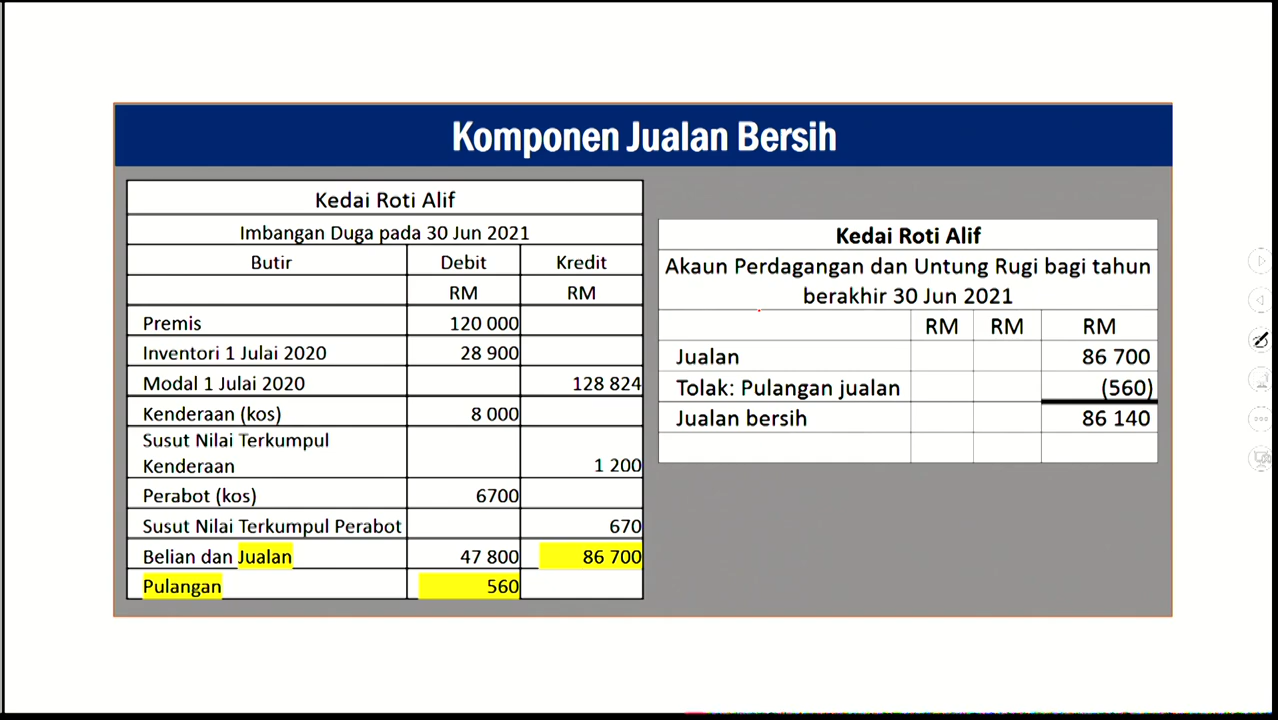 Komponen Jualan Bersih
Kedai Roti Alif
Imbangan Duga pada 30 Jun 2021
Butir Debit Kredit
RM RM
Premis 120 000
Inventori 1 Julai 2020 28 900
Modal 1 Julai 2020 128 824
Kenderaan (kos) 8 000
Susut Nilai Terkumpul
Kenderaan 1 200
Perabot (kos) 6700
Susut Nilai Terkumpul Perabot 670
Belian dan Jualan 47 800 86 700
Pulangan 560
Kedai Roti Alif
Akaun Perdagangan dan Untung Rugi bagi tahun
berakhir 30 Jun 2021
RM RM RM
Jualan 86 700
Tolak: Pulangan jualan (560)
Jualan bersih 86 140